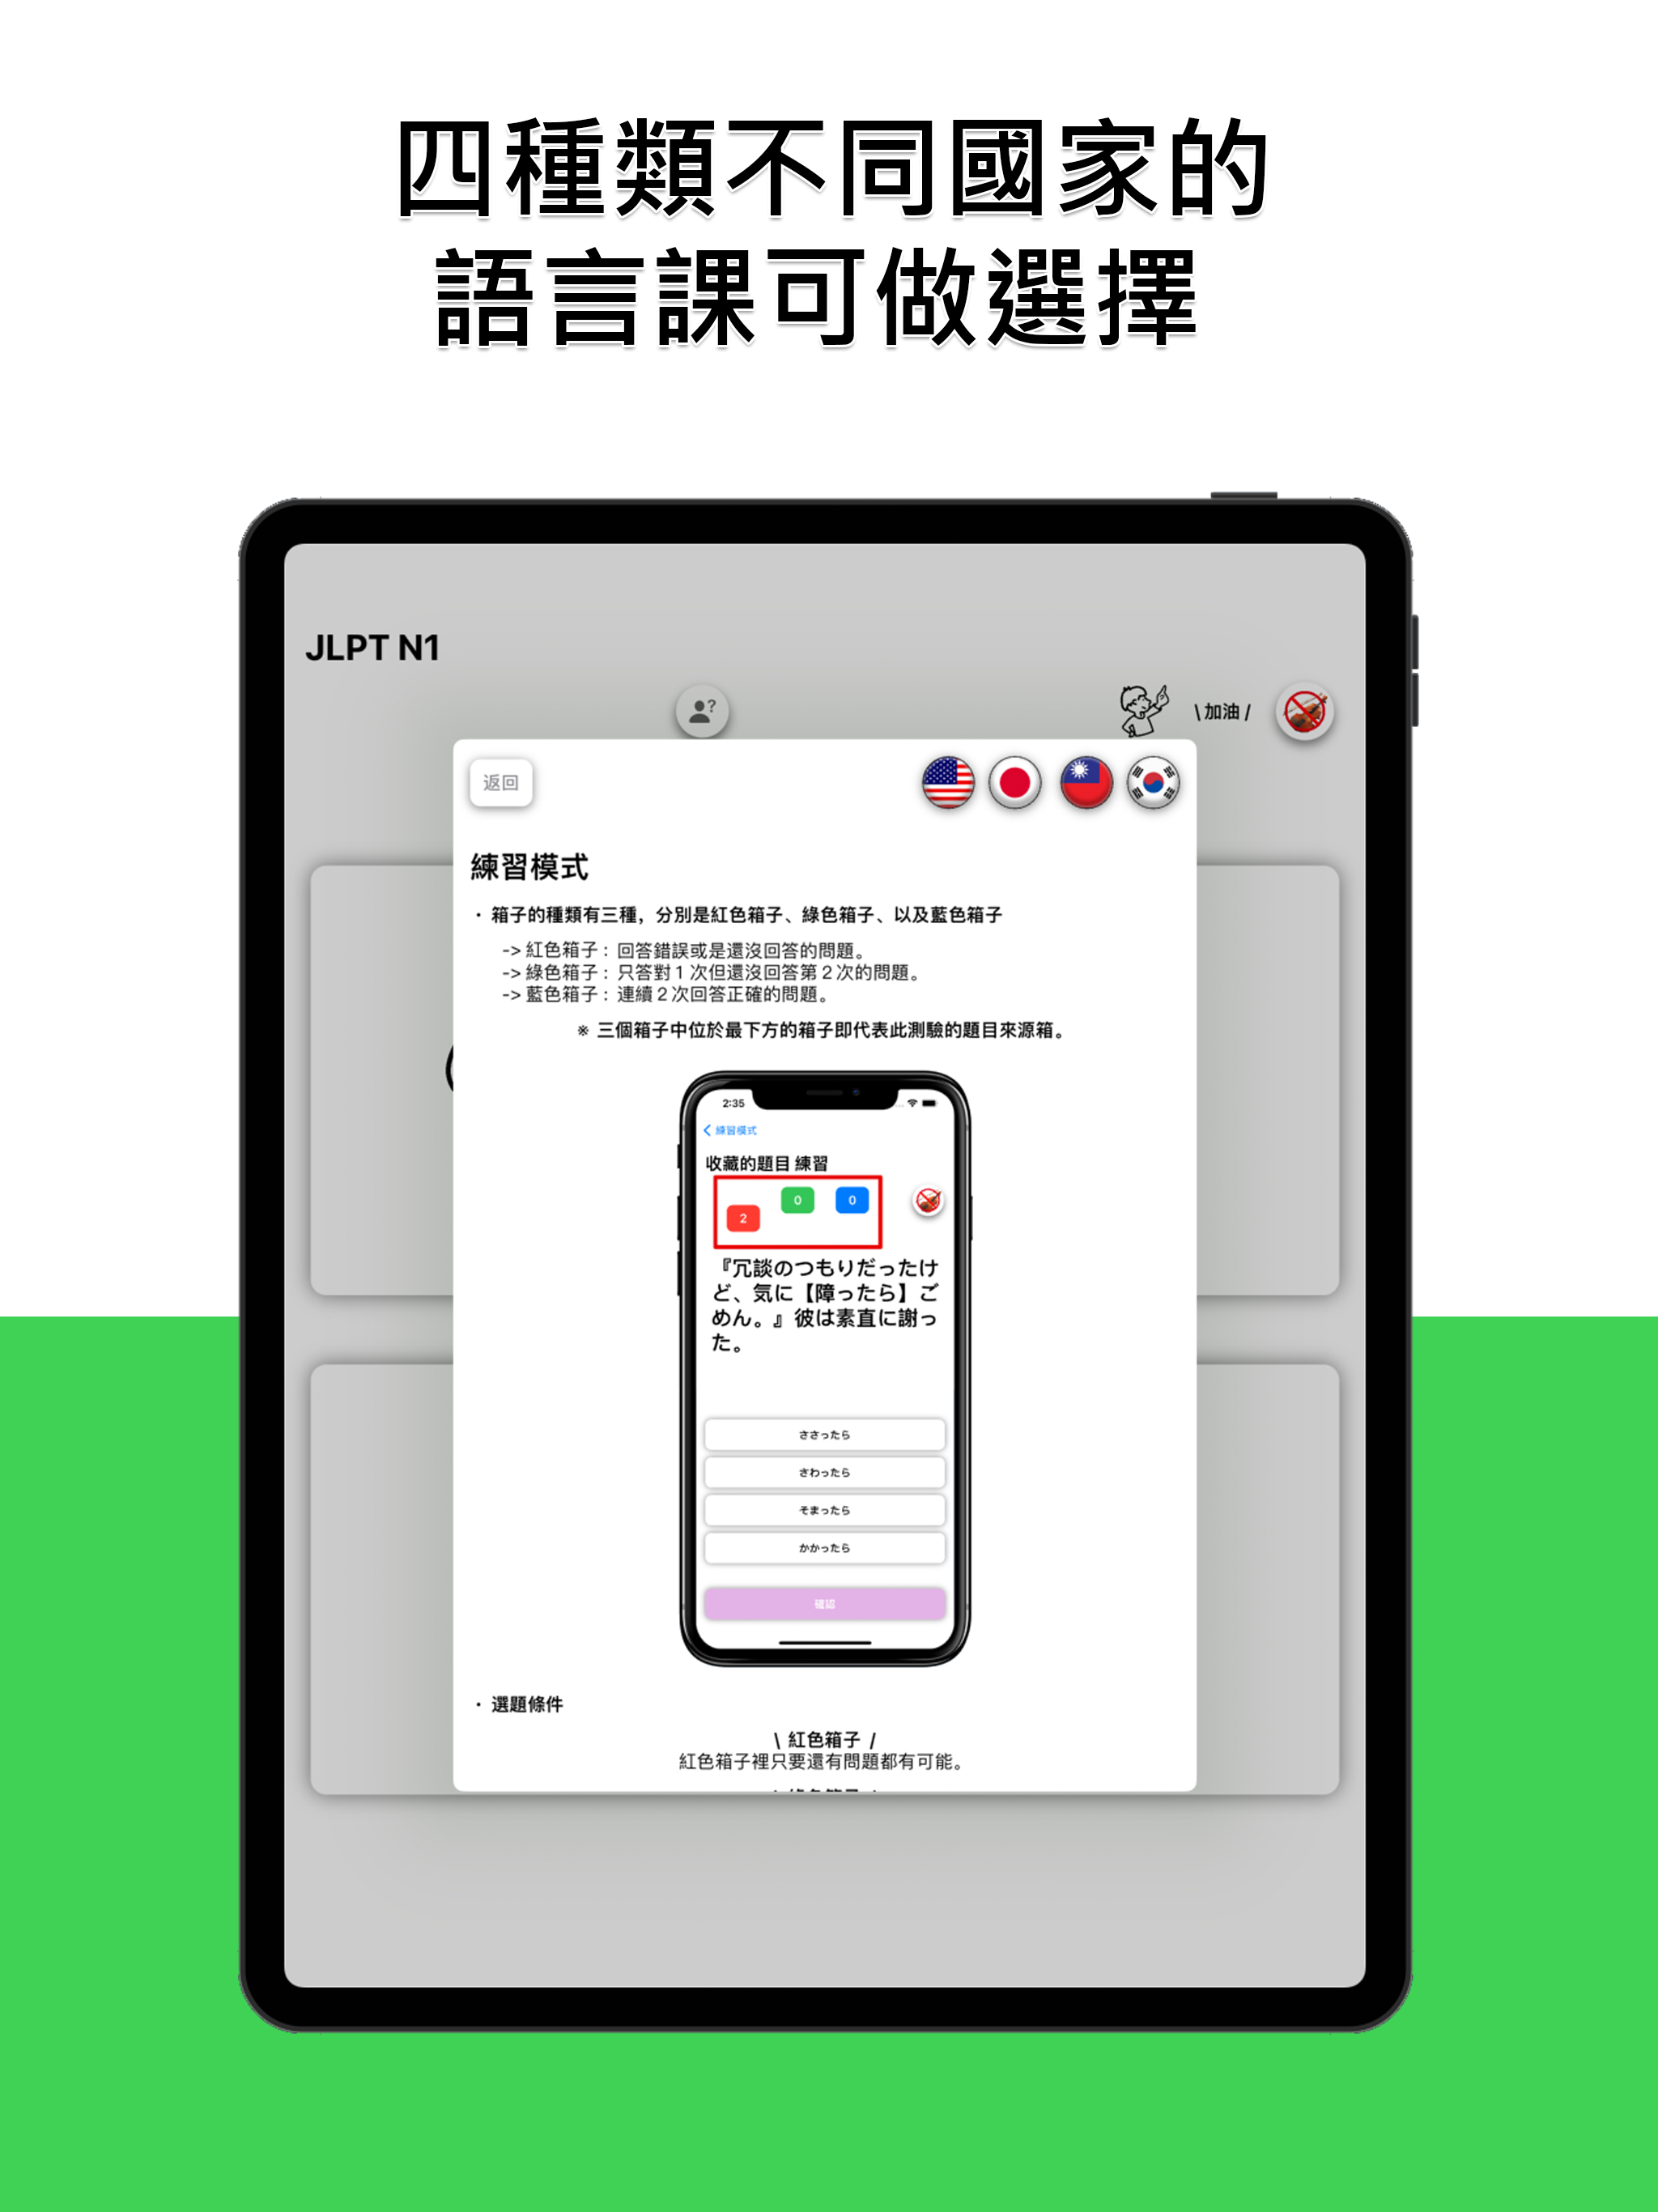 四種類不同國家的
語言課可做選擇
JLPT N1
\ 加油 /
返回
練習模式
・ 箱子的種類有三種，分別是紅色箱子、綠色箱子、以及藍色箱子
-> 紅色箱子： 回答錯誤或是還沒回答的問題。
-> 綠色箱子： 只答對 1 次但還沒回答第 2 次的問題。
-> 藍色箱子： 連續 2 次回答正確的問題。
※ 三個箱子中位於最下方的箱子即代表此測驗的題目來源箱。
2:35
練習模式
收藏的題目 練習
0
0
2
『冗談のつもりだったけ
ど、気に【障ったら】ご
めん。』彼は素直に謝っ
た。
ささったら
さわったら
そまったら
かかったら
確認
・ 選題條件
\ 紅色箱子 /
紅色箱子裡只要還有問題都有可能。